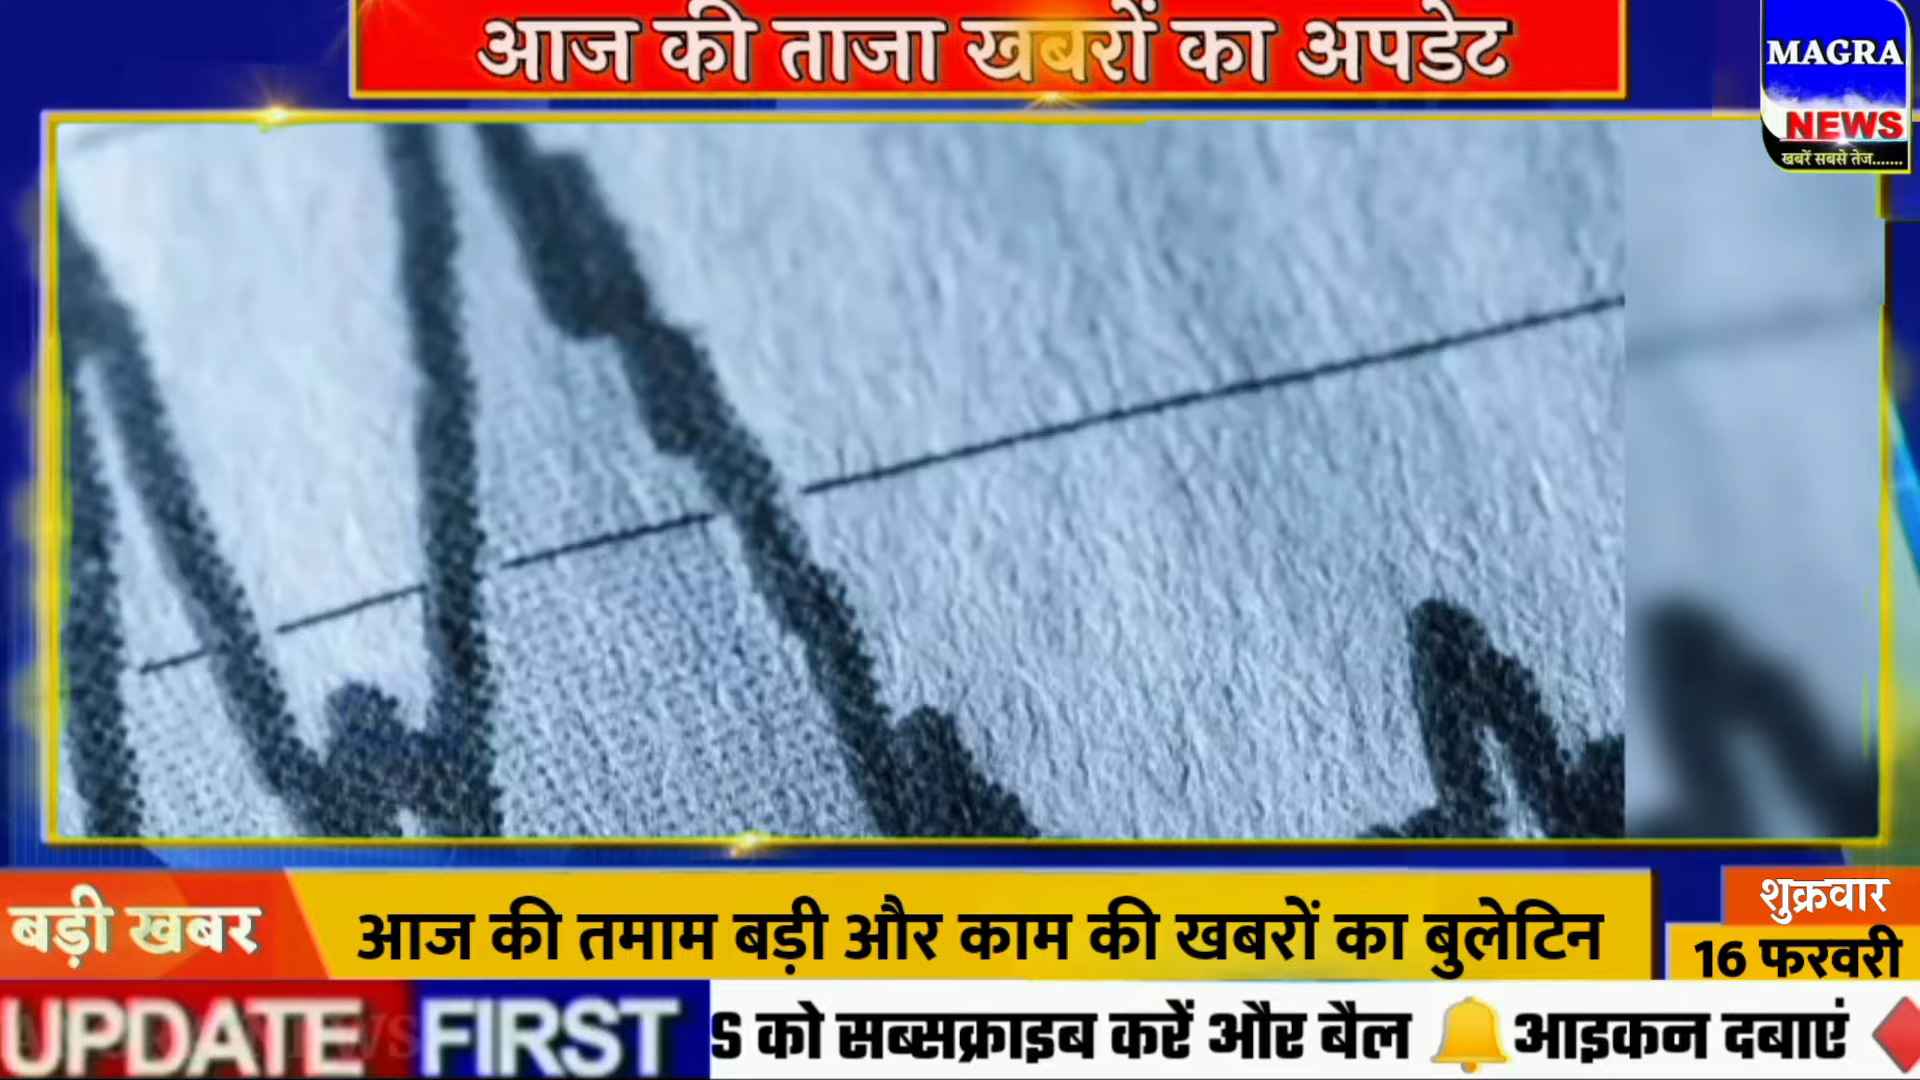 आज की ताजा खबरों का अपडेट
MAGRA
NEWS
खबरें सबसे तेज.......
बड़ी खबर
आज की तमाम बड़ी और काम की खबरों का बुलेटिन
शुक्रवार
16 फरवरी
UPDATE FIRST
S को सब्सक्राइब करें और बैल 🔔 आइकन दबाएं